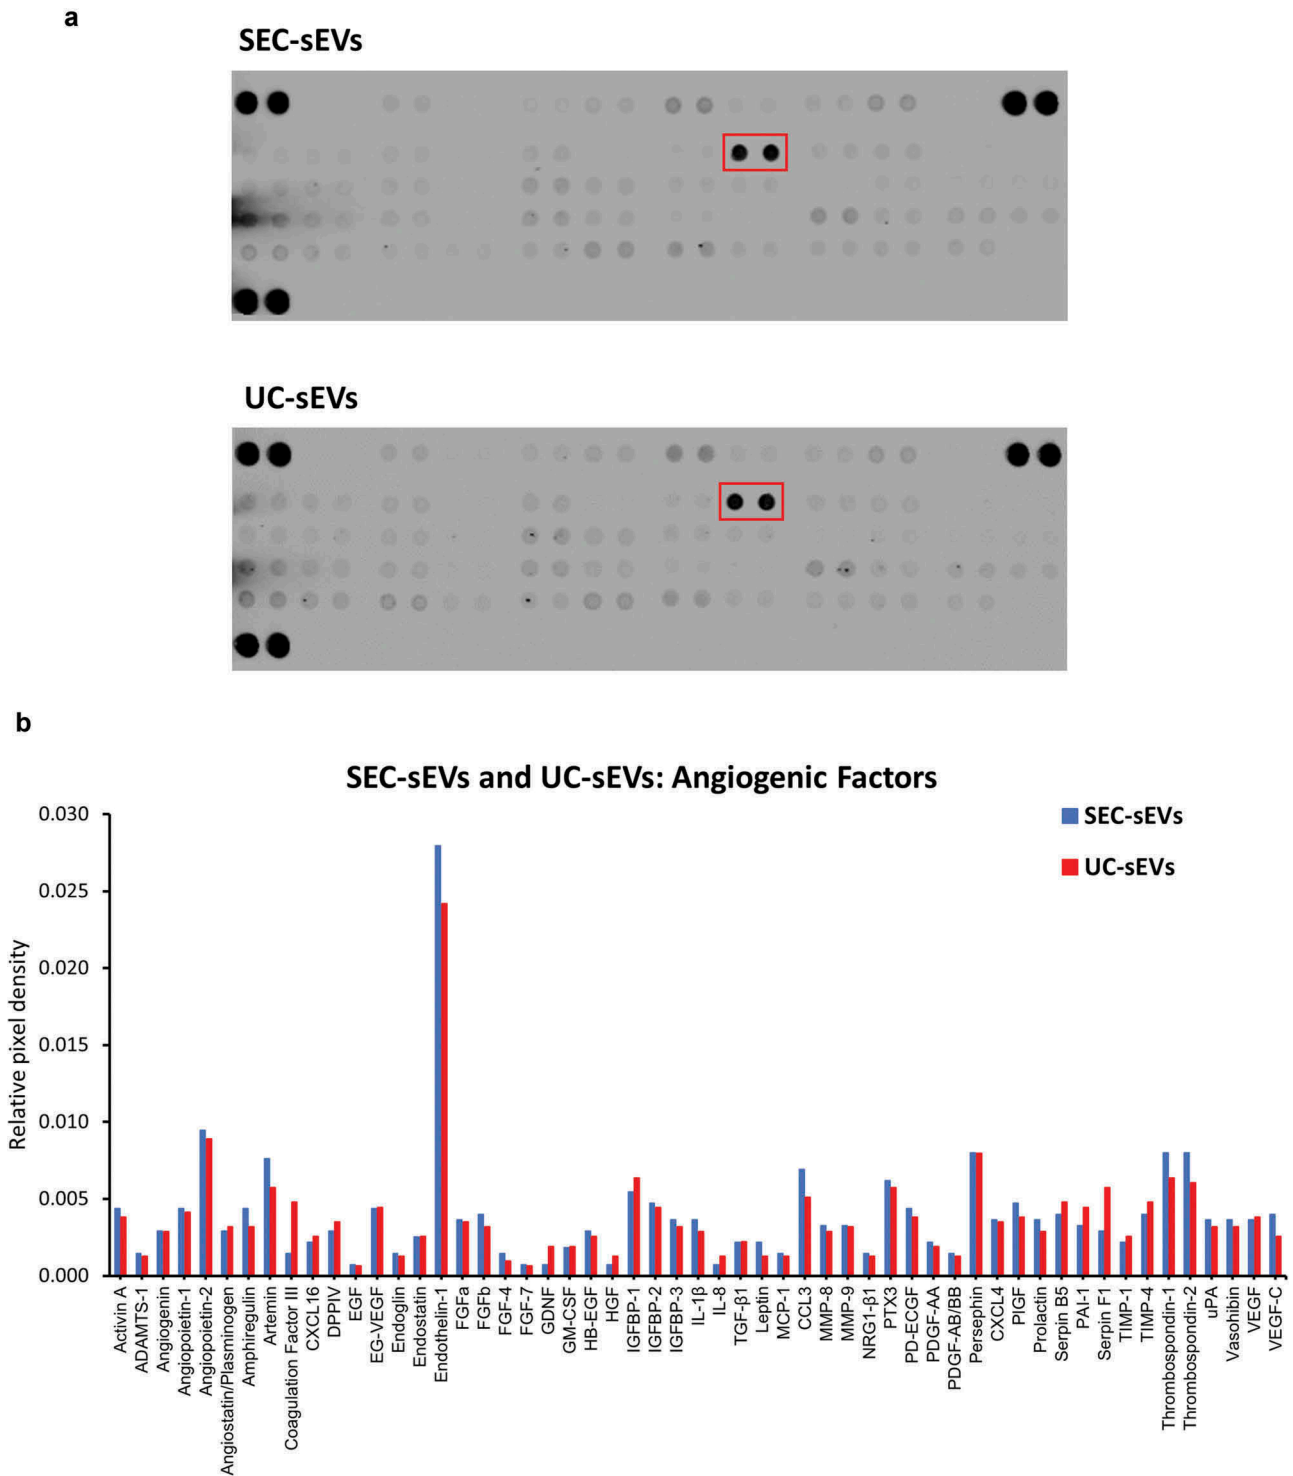 a
SEC-sEVs
UC-sEVs
b
SEC-sEVs and UC-sEVs: Angiogenic Factors
SEC-sEVs
UC-sEVs
Relative pixel density
0.030
0.025
0.020
0.015
0.010
0.005
0.000
Activin A
ADAMTS-1
Angiogenin
Angiopoietin-1
Angiopoietin-2
Angiostatin/Plasminogen
Amphiregulin
Artemin
Coagulation Factor III
CXCL16
DPPIV
EGF
EG-VEGF
Endoglin
Endostatin
Endothelin-1
FGFa
FGFb
FGF-4
FGF-7
GDNF
GM-CSF
HB-EGF
HGF
IGFBP-1
IGFBP-2
IGFBP-3
IL-1β
IL-8
TGF-β1
Leptin
MCP-1
CCL3
MMP-8
MMP-9
NRG1-β1
PTX3
PD-ECGF
PDGF-AA
PDGF-AB/BB
Persephin
CXCL4
PlGF
Prolactin
Serpin B5
PAI-1
Serpin F1
TIMP-1
TIMP-4
Thrombospondin-1
Thrombospondin-2
uPA
Vasohibin
VEGF
VEGF-C